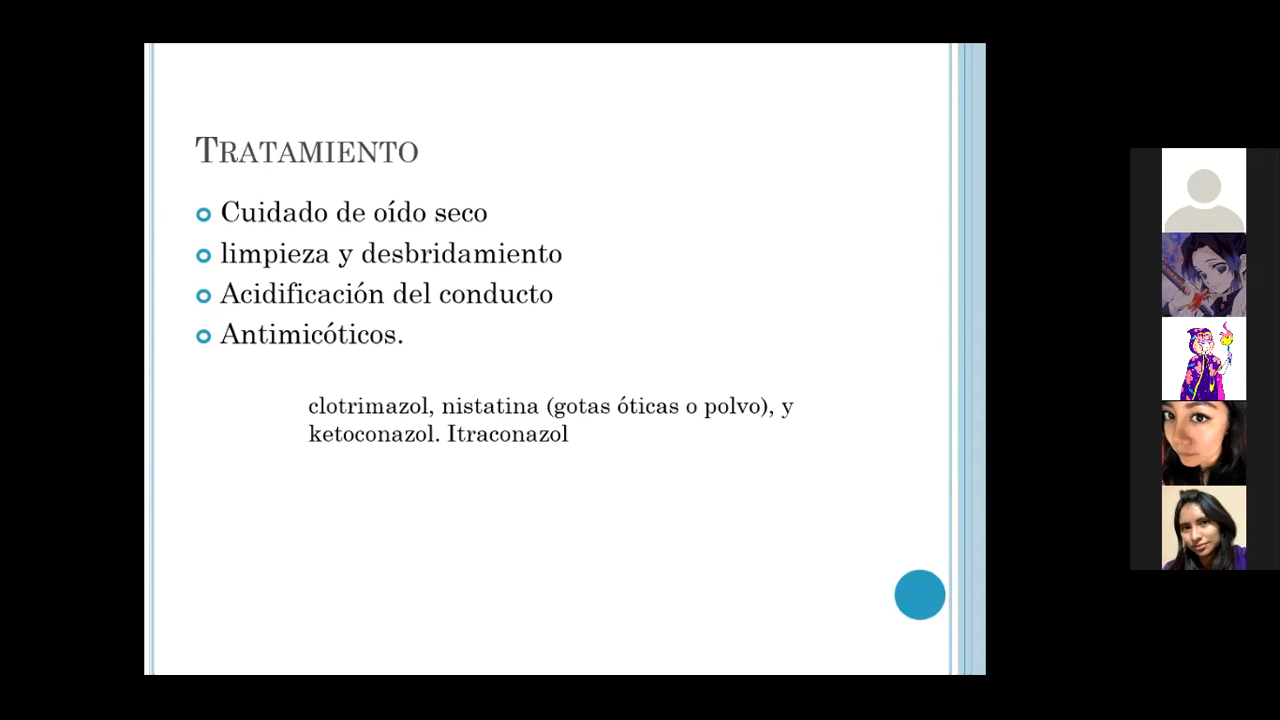 TRATAMIENTO
Cuidado de oído seco
limpieza y desbridamiento
Acidificación del conducto
Antimicóticos.
clotrimazol, nistatina (gotas óticas o polvo), y
ketoconazol. Itraconazol